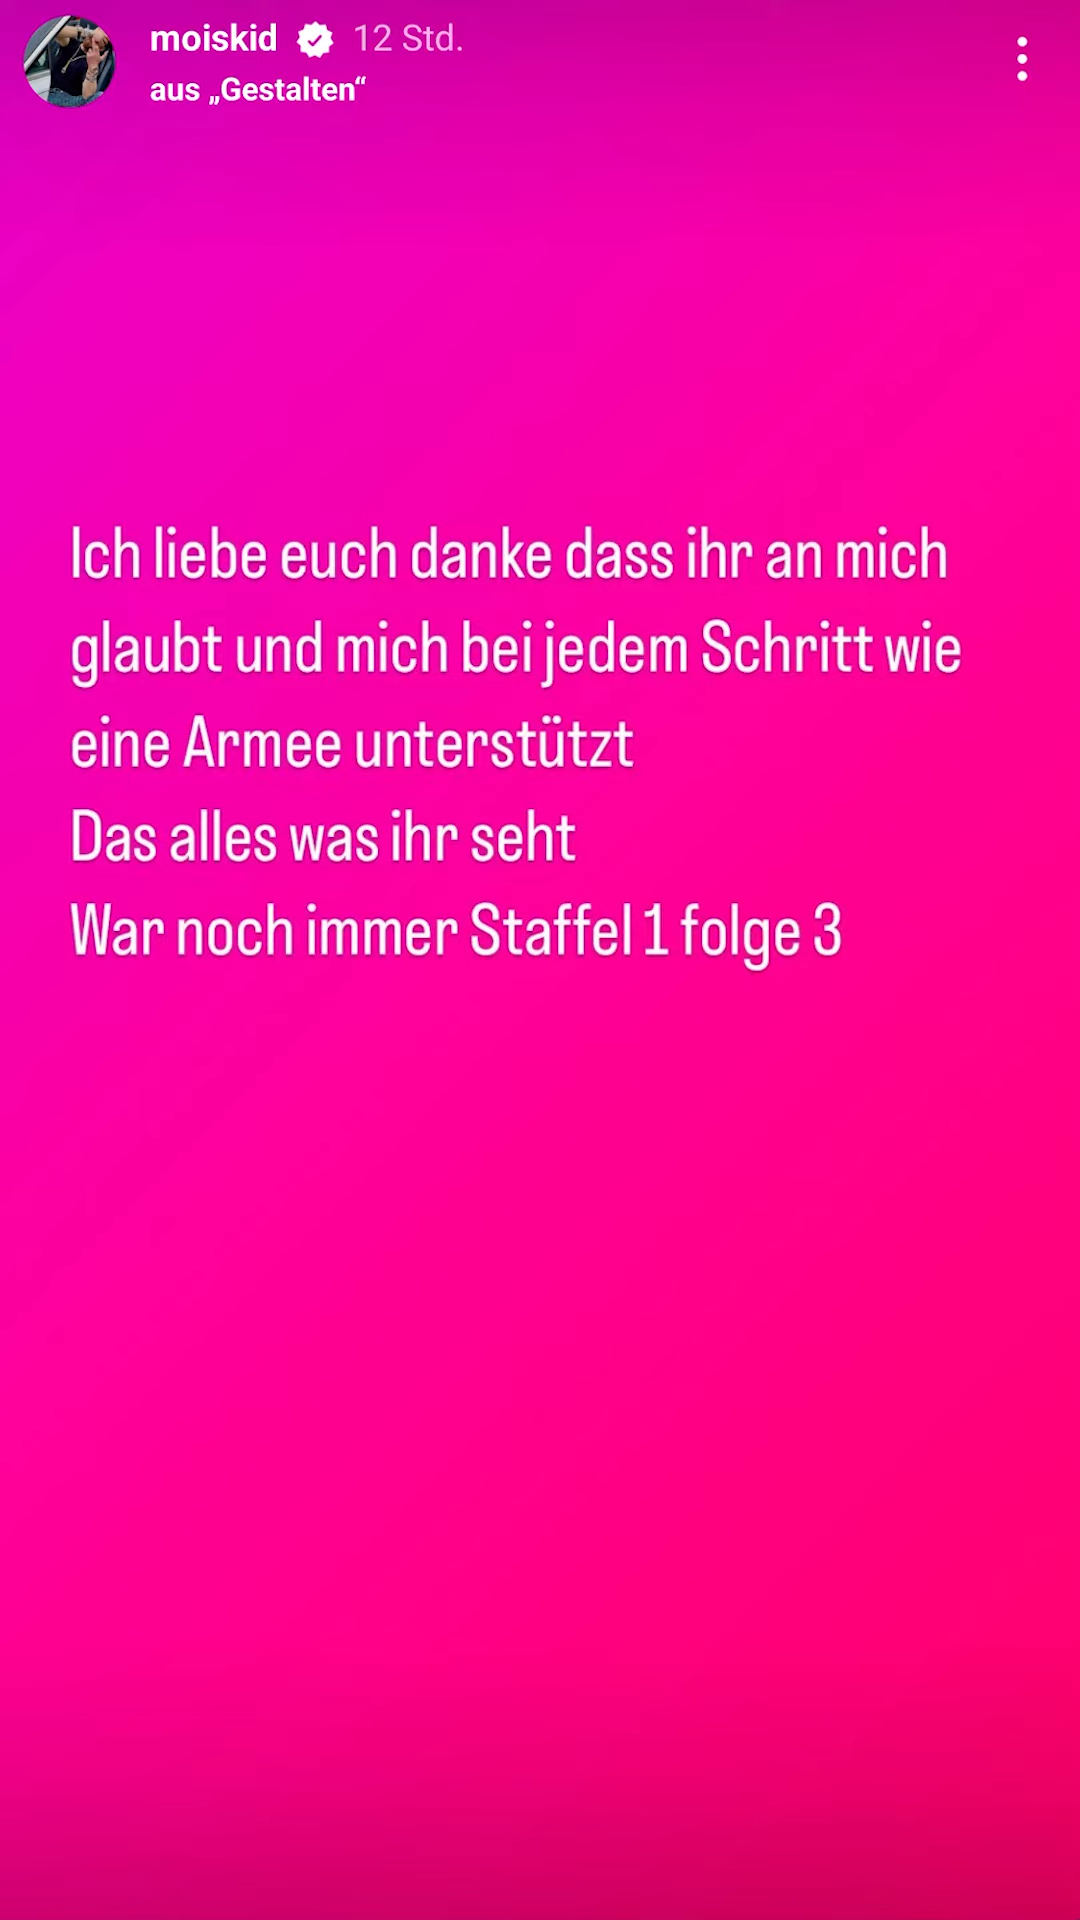 moiskid 12 Std.
aus „Gestalten“
Ich liebe euch danke dass ihr an mich
glaubt und mich bei jedem Schritt wie
eine Armee unterstützt
Das alles was ihr seht
War noch immer Staffel 1 folge 3